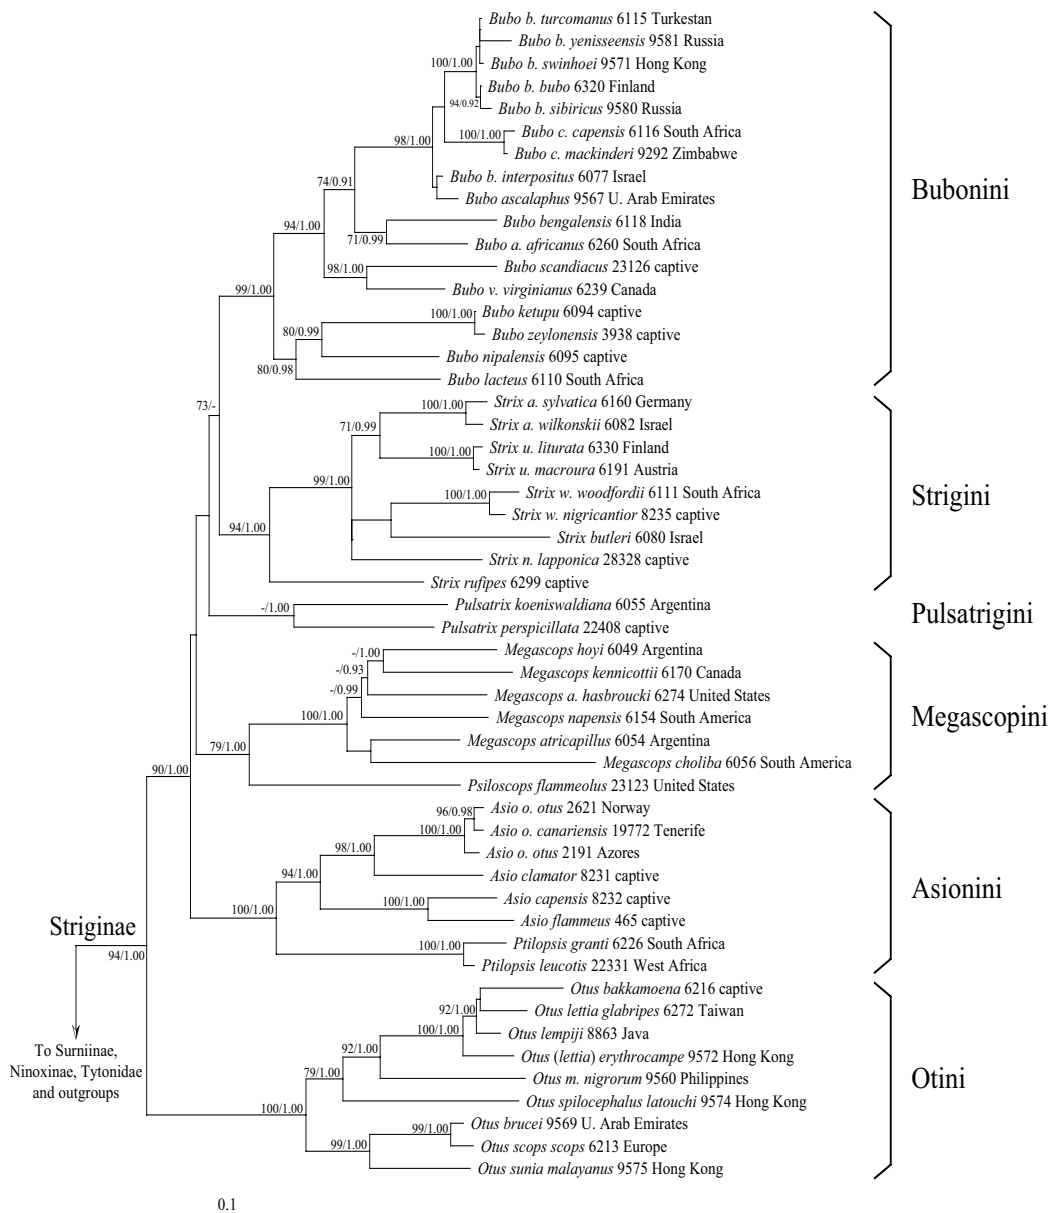 Bubo b. turcomanus 6115 Turkestan
Bubo b. yenisseensis 9581 Russia
100/1.00
Bubo b. swinhoei 9571 Hong Kong
Bubo b. bubo 6320 Finland
94/0.92
Bubo b. sibiricus 9580 Russia
100/1.00
Bubo c. capensis 6116 South Africa
98/1.00
Bubo c. mackinderi 9292 Zimbabwe
Bubo b. interpositus 6077 Israel
74/0.91
Bubo ascalaphus 9567 U. Arab Emirates
Bubonini
94/1.00
Bubo bengalensis 6118 India
71/0.99
Bubo a. africanus 6260 South Africa
98/1.00
Bubo scandiacus 23126 captive
99/1.00
Bubo v. virginianus 6239 Canada
100/1.00
Bubo ketupu 6094 captive
80/0.99
Bubo zeylonensis 3938 captive
Bubo nipalensis 6095 captive
80/0.98
Bubo lacteus 6110 South Africa
73/-
100/1.00
Strix a. sylvatica 6160 Germany
Strix a. wilkonskii 6082 Israel
71/0.99
100/1.00
Strix u. liturata 6330 Finland
Strix u. macroura 6191 Austria
99/1.00
100/1.00
Strix w. woodfordii 6111 South Africa
Strigini
Strix w. nigricantior 8235 captive
94/1.00
Strix butleri 6080 Israel
Strix n. lapponica 28328 captive
Strix rufipes 6299 captive
-/1.00
Pulsatrix koeniswaldiana 6055 Argentina
Pulsatrigini
Pulsatrix perspicillata 22408 captive
-/1.00
Megascops hoyi 6049 Argentina
-/0.93
Megascops kennicottii 6170 Canada
-/0.99
Megascops a. hasbroucki 6274 United States
100/1.00
Megascops napensis 6154 South America
Megascopini
79/1.00
Megascops atricapillus 6054 Argentina
Megascops choliba 6056 South America
90/1.00
Psiloscops flammeolus 23123 United States
96/0.98
Asio o. otus 2621 Norway
100/1.00
Asio o. canariensis 19772 Tenerife
98/1.00
Asio o. otus 2191 Azores
94/1.00
Asio clamator 8231 captive
Asionini
100/1.00
Asio capensis 8232 captive
100/1.00
Asio flammeus 465 captive
Striginae
100/1.00
Ptilopsis granti 6226 South Africa
94/1.00
Ptilopsis leucotis 22331 West Africa
Otus bakkamoena 6216 captive
92/1.00
Otus lettia glabripes 6272 Taiwan
100/1.00
Otus lempiji 8863 Java
To Surniinae,
Ninoxinae, Tytonidae
and outgroups
92/1.00
Otus (lettia) erythrocampe 9572 Hong Kong
79/1.00
Otus m. nigrorum 9560 Philippines
Otini
100/1.00
Otus spilocephalus latouchi 9574 Hong Kong
99/1.00
Otus brucei 9569 U. Arab Emirates
99/1.00
Otus scops scops 6213 Europe
Otus sunia malayanus 9575 Hong Kong
0.1